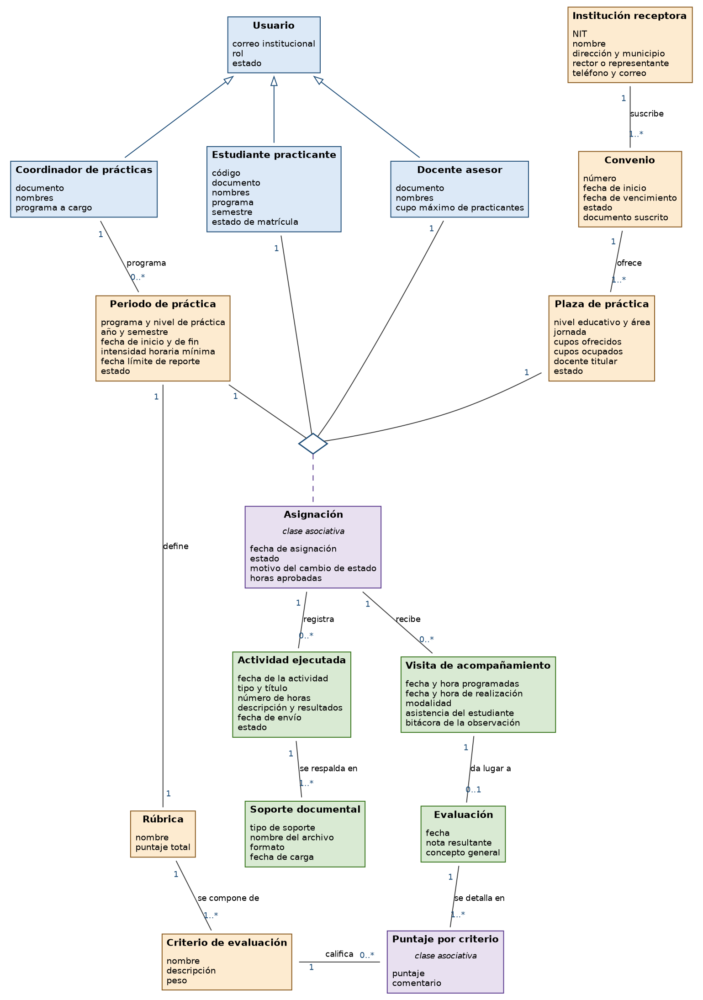 Usuario
correo institucional
rol
estado
Institución receptora
NIT
nombre
dirección y municipio
rector o representante
teléfono y correo
1
suscribe
1..*
Coordinador de prácticas
documento
nombres
programa a cargo
Estudiante practicante
código
documento
nombres
programa
semestre
estado de matrícula
Docente asesor
documento
nombres
cupo máximo de practicantes
Convenio
número
fecha de inicio
fecha de vencimiento
estado
documento suscrito
1
programa
0..*
1
1
1
ofrece
1..*
Periodo de práctica
programa y nivel de práctica
año y semestre
fecha de inicio y de fin
intensidad horaria mínima
fecha límite de reporte
estado
Plaza de práctica
nivel educativo y área
jornada
cupos ofrecidos
cupos ocupados
docente titular
estado
1
1
1
define
1
Asignación
clase asociativa
fecha de asignación
estado
motivo del cambio de estado
horas aprobadas
1
registra
0..*
1
recibe
0..*
Actividad ejecutada
fecha de la actividad
tipo y título
número de horas
descripción y resultados
fecha de envío
estado
Visita de acompañamiento
fecha y hora programadas
fecha y hora de realización
modalidad
asistencia del estudiante
bitácora de la observación
1
se respalda en
1..*
1
da lugar a
0..1
Rúbrica
nombre
puntaje total
Soporte documental
tipo de soporte
nombre del archivo
formato
fecha de carga
Evaluación
fecha
nota resultante
concepto general
1
se compone de
1..*
1
se detalla en
1..*
Criterio de evaluación
nombre
descripción
peso
califica
0..*
1
Puntaje por criterio
clase asociativa
puntaje
comentario